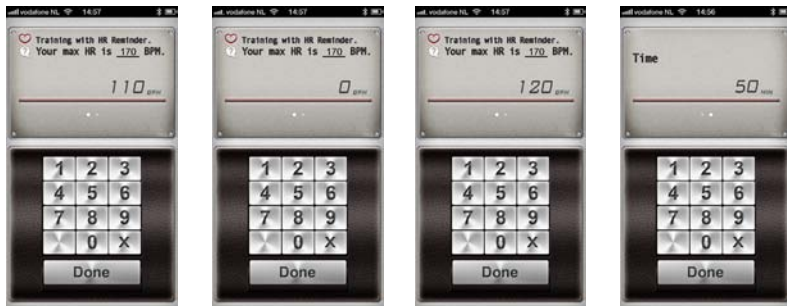 vodafone NL 14:57
Training with HR Reminder.
? Your max HR is 170 BPM.
110 BPM
1 2 3
4 5 6
7 8 9
0 X
Done
vodafone NL 14:57
Training with HR Reminder.
? Your max HR is 170 BPM.
0 BPM
1 2 3
4 5 6
7 8 9
0 X
Done
vodafone NL 14:57
Training with HR Reminder.
? Your max HR is 170 BPM.
120 BPM
1 2 3
4 5 6
7 8 9
0 X
Done
vodafone NL 14:56
Time
50 MIN
1 2 3
4 5 6
7 8 9
0 X
Done